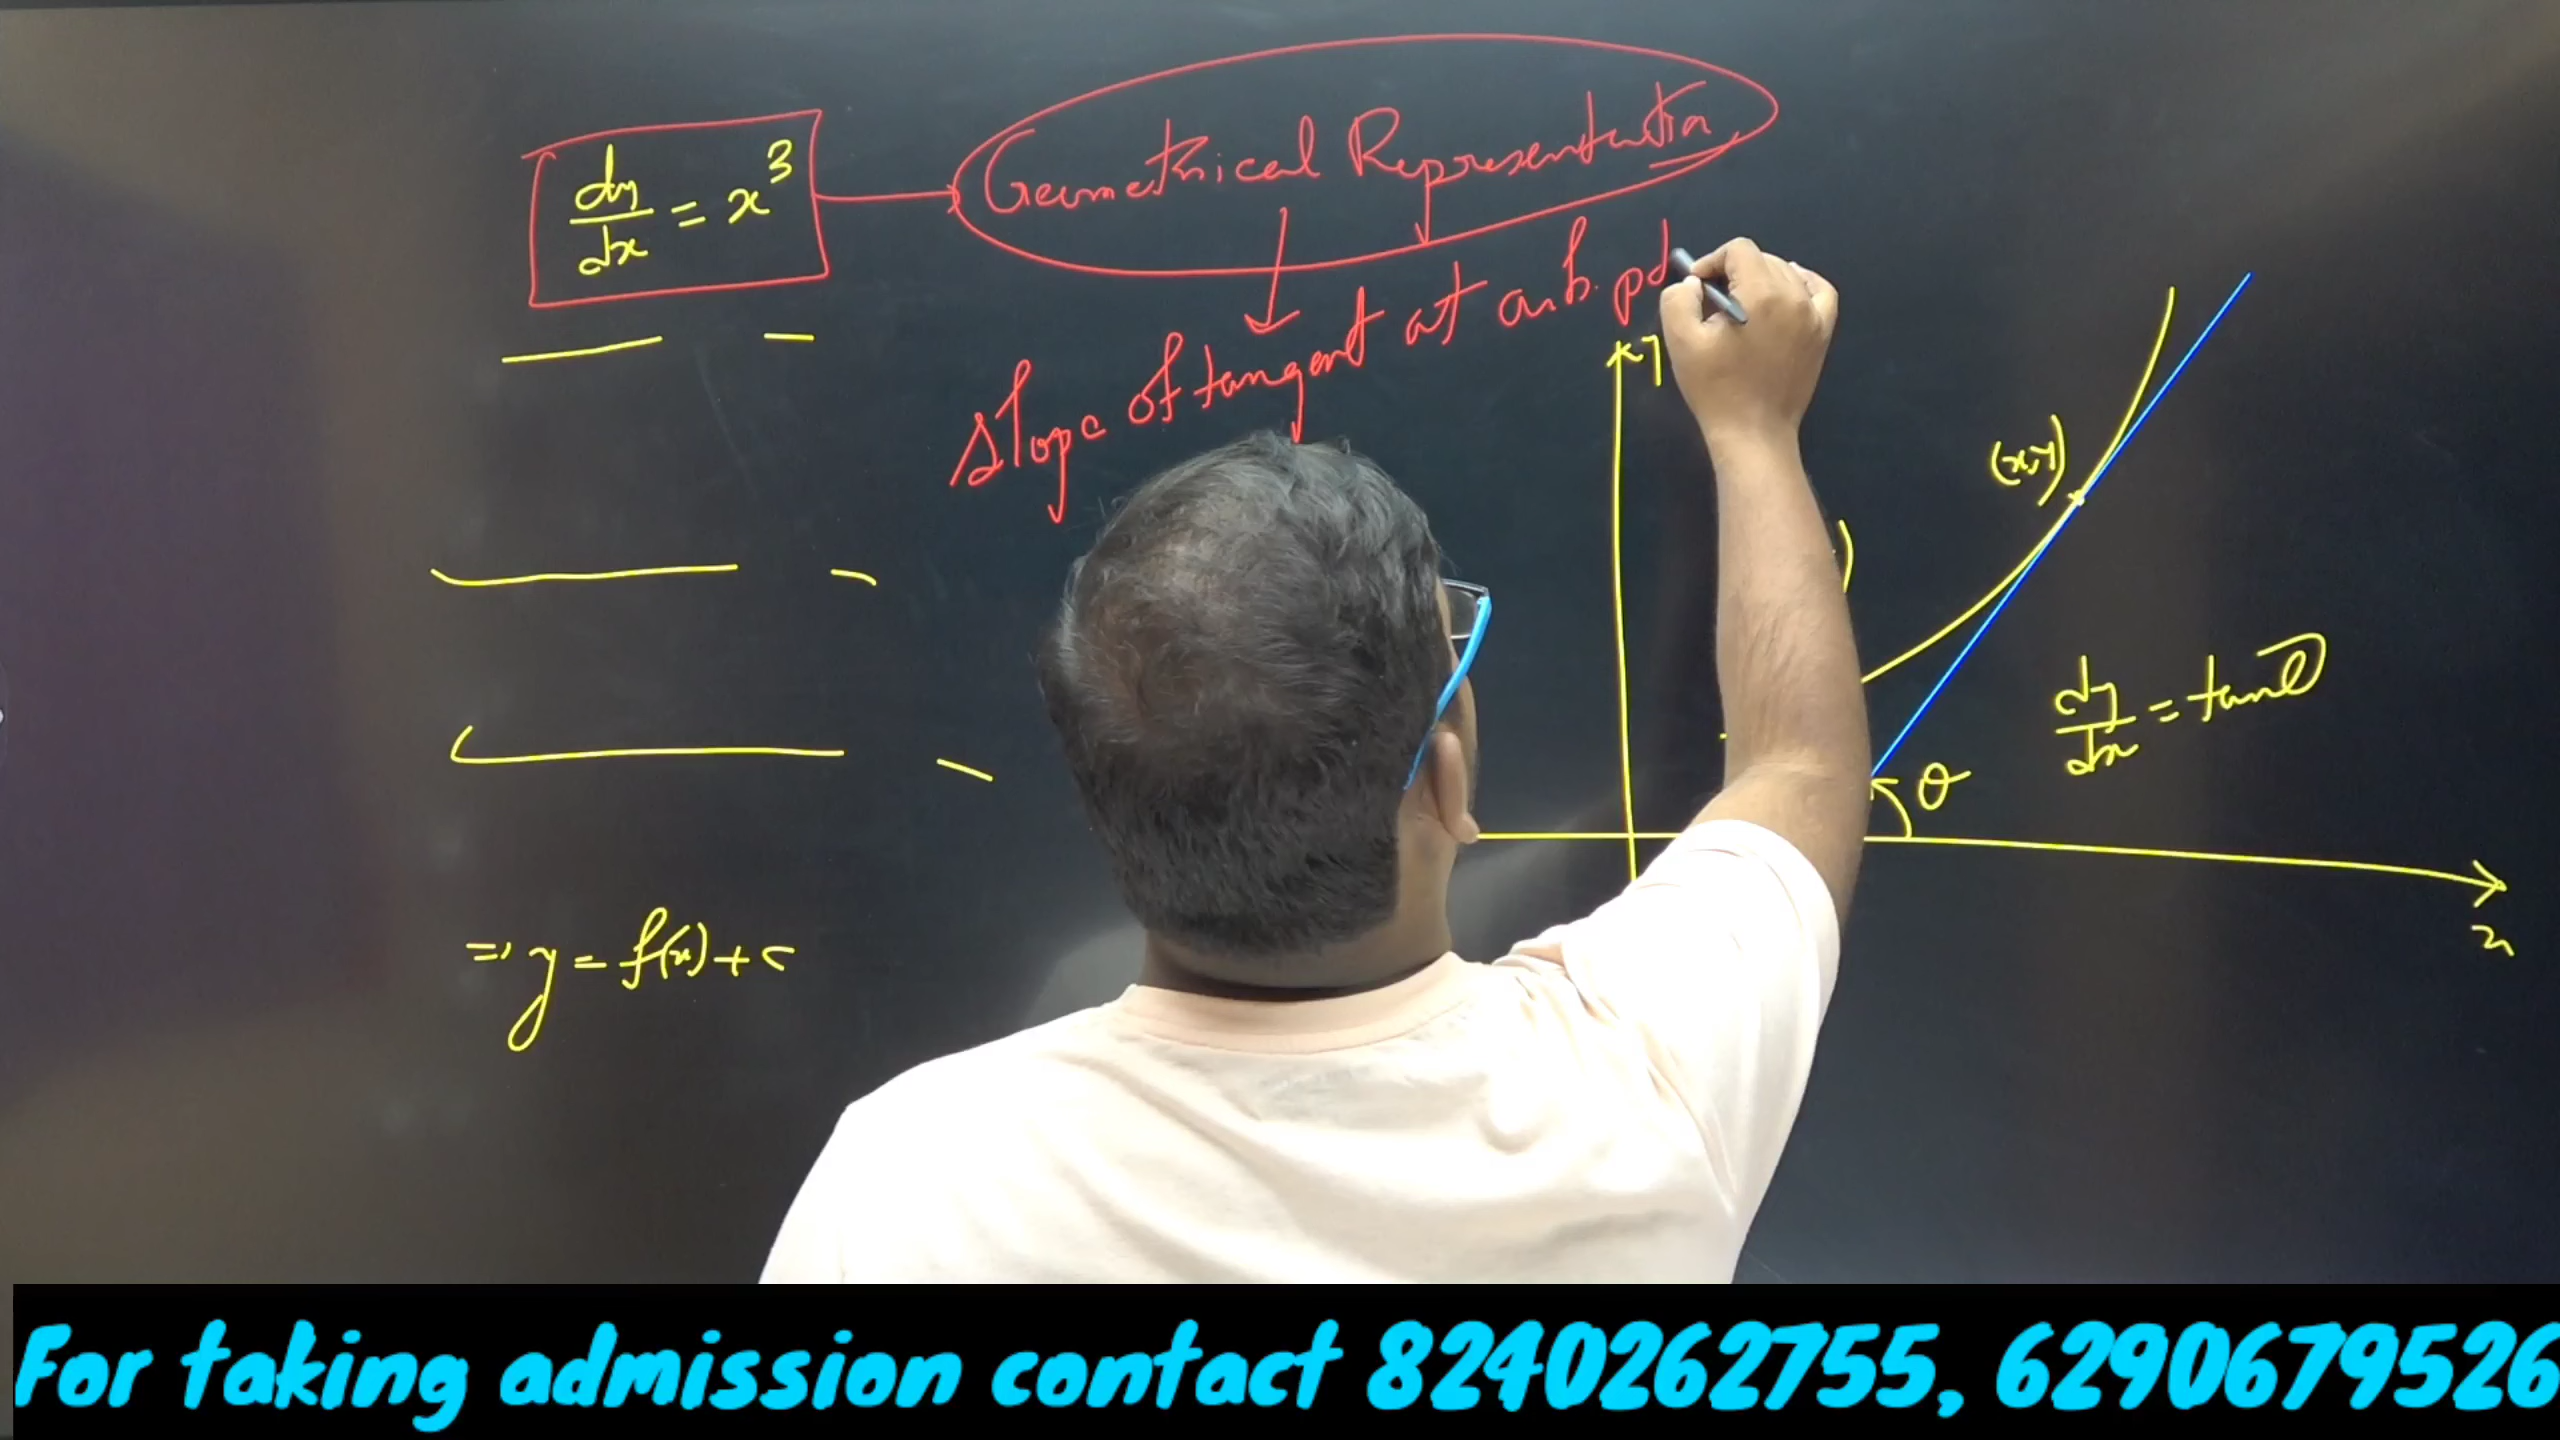 dy/dx = x³
Geometrical Representation
slope of tangent at arb. pt
y
(x,y)
)
dy/dx = tanθ
θ
x
=> y = f(x) + c
For taking admission contact 8240262755, 6290679526